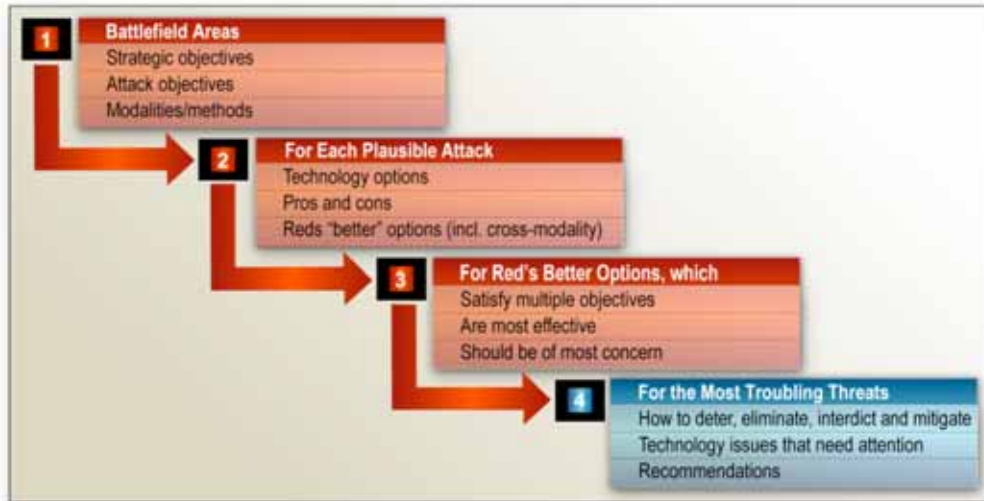 1
Battlefield Areas
Strategic objectives
Attack objectives
Modalities/methods
2
For Each Plausible Attack
Technology options
Pros and cons
Reds “better” options (incl. cross-modality)
3
For Red's Better Options, which
Satisfy multiple objectives
Are most effective
Should be of most concern
4
For the Most Troubling Threats
How to deter, eliminate, interdict and mitigate
Technology issues that need attention
Recommendations